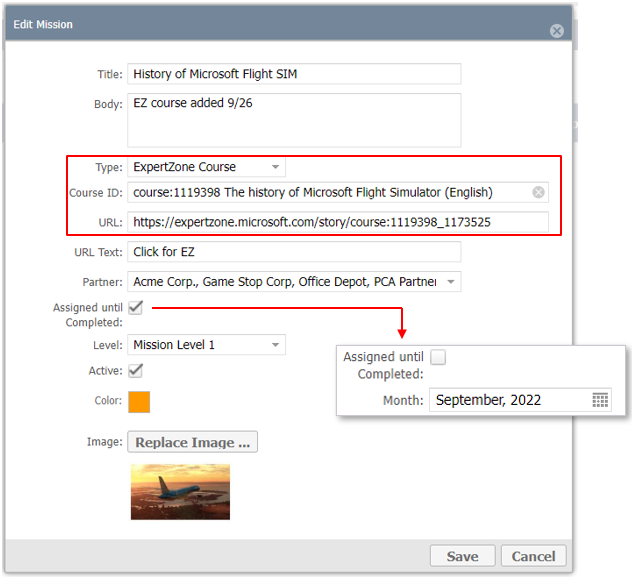 Edit Mission
Title: History of Microsoft Flight SIM
Body: EZ course added 9/26
Type: ExpertZone Course
Course ID: course:1119398 The history of Microsoft Flight Simulator (English)
URL: https://expertzone.microsoft.com/story/course:1119398_1173525
URL Text: Click for EZ
Partner: Acme Corp., Game Stop Corp, Office Depot, PCA Partner
Assigned until
Completed:
Level: Mission Level 1
Active:
Color:
Image: Replace Image ...
Assigned until
Completed:
Month: September, 2022
Save Cancel